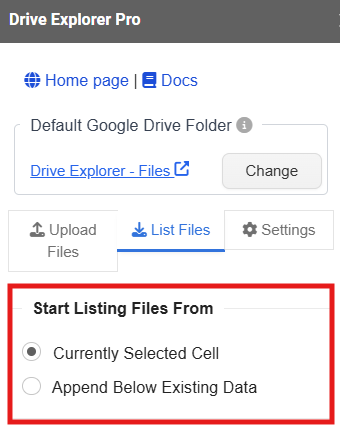 Drive Explorer Pro
Home page | Docs
Default Google Drive Folder
Drive Explorer - Files
Change
Upload Files
List Files
Settings
Start Listing Files From
Currently Selected Cell
Append Below Existing Data